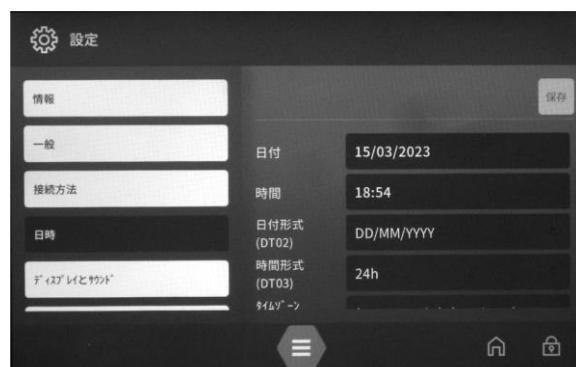 設定
情報
一般
接続方法
日時
ディスプレイとサウンド
保存
日付
15/03/2023
時間
18:54
日付形式
(DT02)
DD/MM/YYYY
時間形式
(DT03)
24h
タイムゾーン